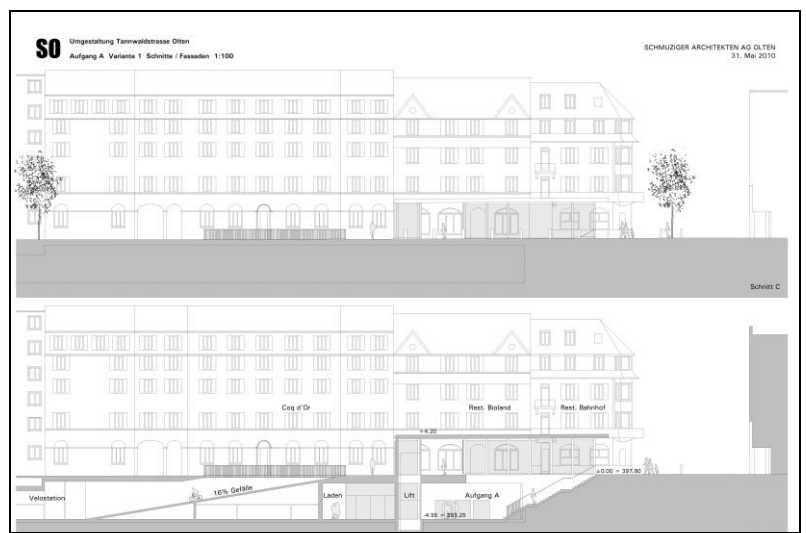 SO
Umgestaltung Tannwaldstrasse Olten
Aufgang A Variante 1 Schnitte / Fassaden 1:100
SCHMUZIGER ARCHITEKTEN AG OLTEN
31. Mai 2010
Schnitt C
Coq d'Or
Rest. Bioland
Rest. Bahnhof
+4.20
±0.00 = 397.80
Velostation
16% Gefälle
Laden
Lift
Aufgang A
-4.55 = 393.25